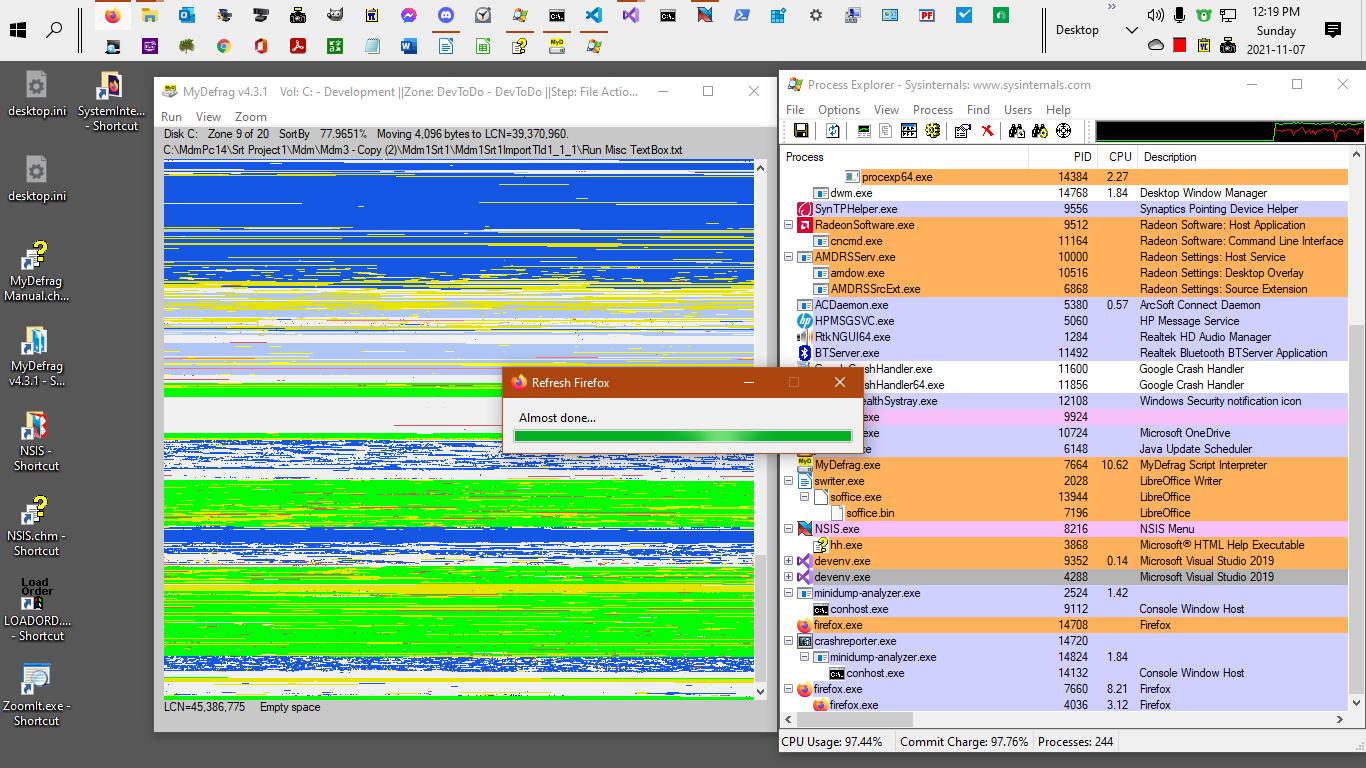 12:19 PM
Sunday
2021-11-07
Desktop
desktop.ini
SystemInte...
- Shortcut
desktop.ini
MyDefrag
Manual.ch...
MyDefrag
v4.3.1 - S...
NSIS -
Shortcut
NSIS.chm -
Shortcut
Load
Order
LOADORD....
- Shortcut
ZoomIt.exe -
Shortcut
MyDefrag v4.3.1 Vol: C: - Development ||Zone: DevToDo - DevToDo ||Step: File Actio...
Run View Zoom
Disk C: Zone 9 of 20 SortBy 77.9651% Moving 4,096 bytes to LCN=39,370,960.
C:\MdmPc14\Srt Project1\Mdm\Mdm3 - Copy (2)\Mdm1Srt1\Mdm1Srt1ImportTld1_1_1\Run Misc TextBox.txt
LCN=45,386,775 Empty space
Refresh Firefox
Almost done...
Process Explorer - Sysinternals: www.sysinternals.com
File Options View Process Find Users Help
Process PID CPU Description
procexp64.exe 14384 2.27
dwm.exe 14768 1.84 Desktop Window Manager
SynTPHelper.exe 9556 Synaptics Pointing Device Helper
RadeonSoftware.exe 9512 Radeon Software: Host Application
cncmd.exe 11164 Radeon Software: Command Line Interface
AMDRSServ.exe 10000 Radeon Settings: Host Service
amdow.exe 10516 Radeon Settings: Desktop Overlay
AMDRSSrcExt.exe 6868 Radeon Settings: Source Extension
ACDaemon.exe 5380 0.57 ArcSoft Connect Daemon
HPMSGSVC.exe 5060 HP Message Service
RtkNGUI64.exe 1284 Realtek HD Audio Manager
BTServer.exe 11492 Realtek Bluetooth BTServer Application
GoogleCrashHandler.exe 11600 Google Crash Handler
shHandler64.exe 11856 Google Crash Handler
althSystray.exe 12108 Windows Security notification icon
.exe 9924
.exe 10724 Microsoft OneDrive
6148 Java Update Scheduler
MyDefrag.exe 7664 10.62 MyDefrag Script Interpreter
swriter.exe 2028 LibreOffice Writer
soffice.exe 13944 LibreOffice
soffice.bin 7196 LibreOffice
NSIS.exe 8216 NSIS Menu
hh.exe 3868 Microsoft® HTML Help Executable
devenv.exe 9352 0.14 Microsoft Visual Studio 2019
devenv.exe 4288 Microsoft Visual Studio 2019
minidump-analyzer.exe 2524 1.42
conhost.exe 9112 Console Window Host
firefox.exe 14708 Firefox
crashreporter.exe 14720
minidump-analyzer.exe 14824 1.84
conhost.exe 14132 Console Window Host
firefox.exe 7660 8.21 Firefox
firefox.exe 4036 3.12 Firefox
CPU Usage: 97.44% Commit Charge: 97.76% Processes: 244